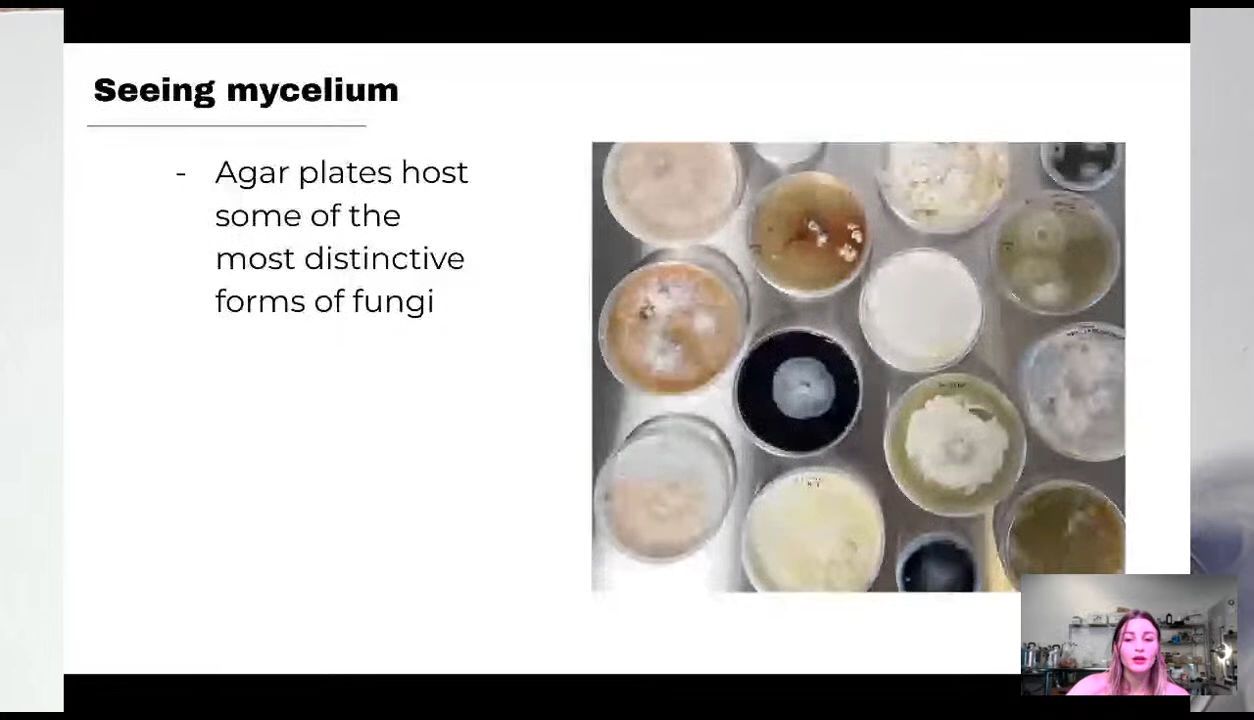 Seeing mycelium
- Agar plates host
some of the
most distinctive
forms of fungi